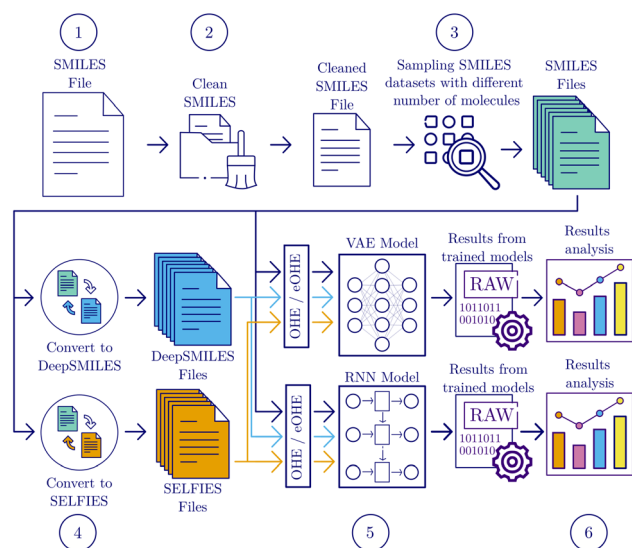 1
2
3
SMILES
File
Clean
SMILES
Cleaned
SMILES
File
Sampling SMILES
datasets with different
number of molecules
SMILES
Files
Convert to
DeepSMILES
DeepSMILES
Files
OHE / eOHE
VAE Model
Results from
trained models
RAW
1011011
001010
Results
analysis
Convert to
SELFIES
SELFIES
Files
OHE / eOHE
RNN Model
Results from
trained models
RAW
1011011
001010
Results
analysis
4
5
6